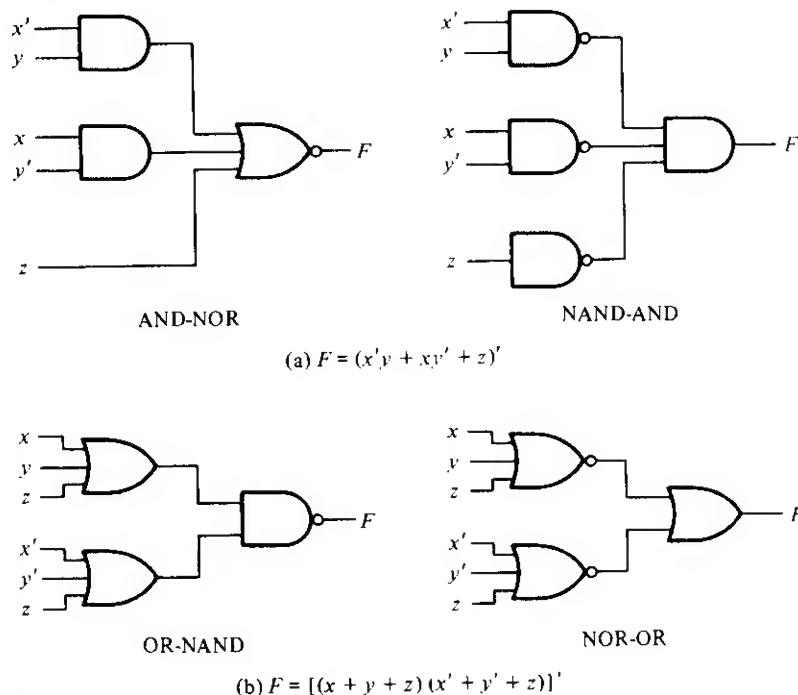 x'
y
x
y'
z
F
AND-NOR
x'
y
x
y'
z
F
NAND-AND
(a) F = (x'y + xy' + z)'
x
y
z
x'
y'
z
F
OR-NAND
x
y
z
x'
y'
z
F
NOR-OR
(b) F = [(x + y + z) (x' + y' + z)]'